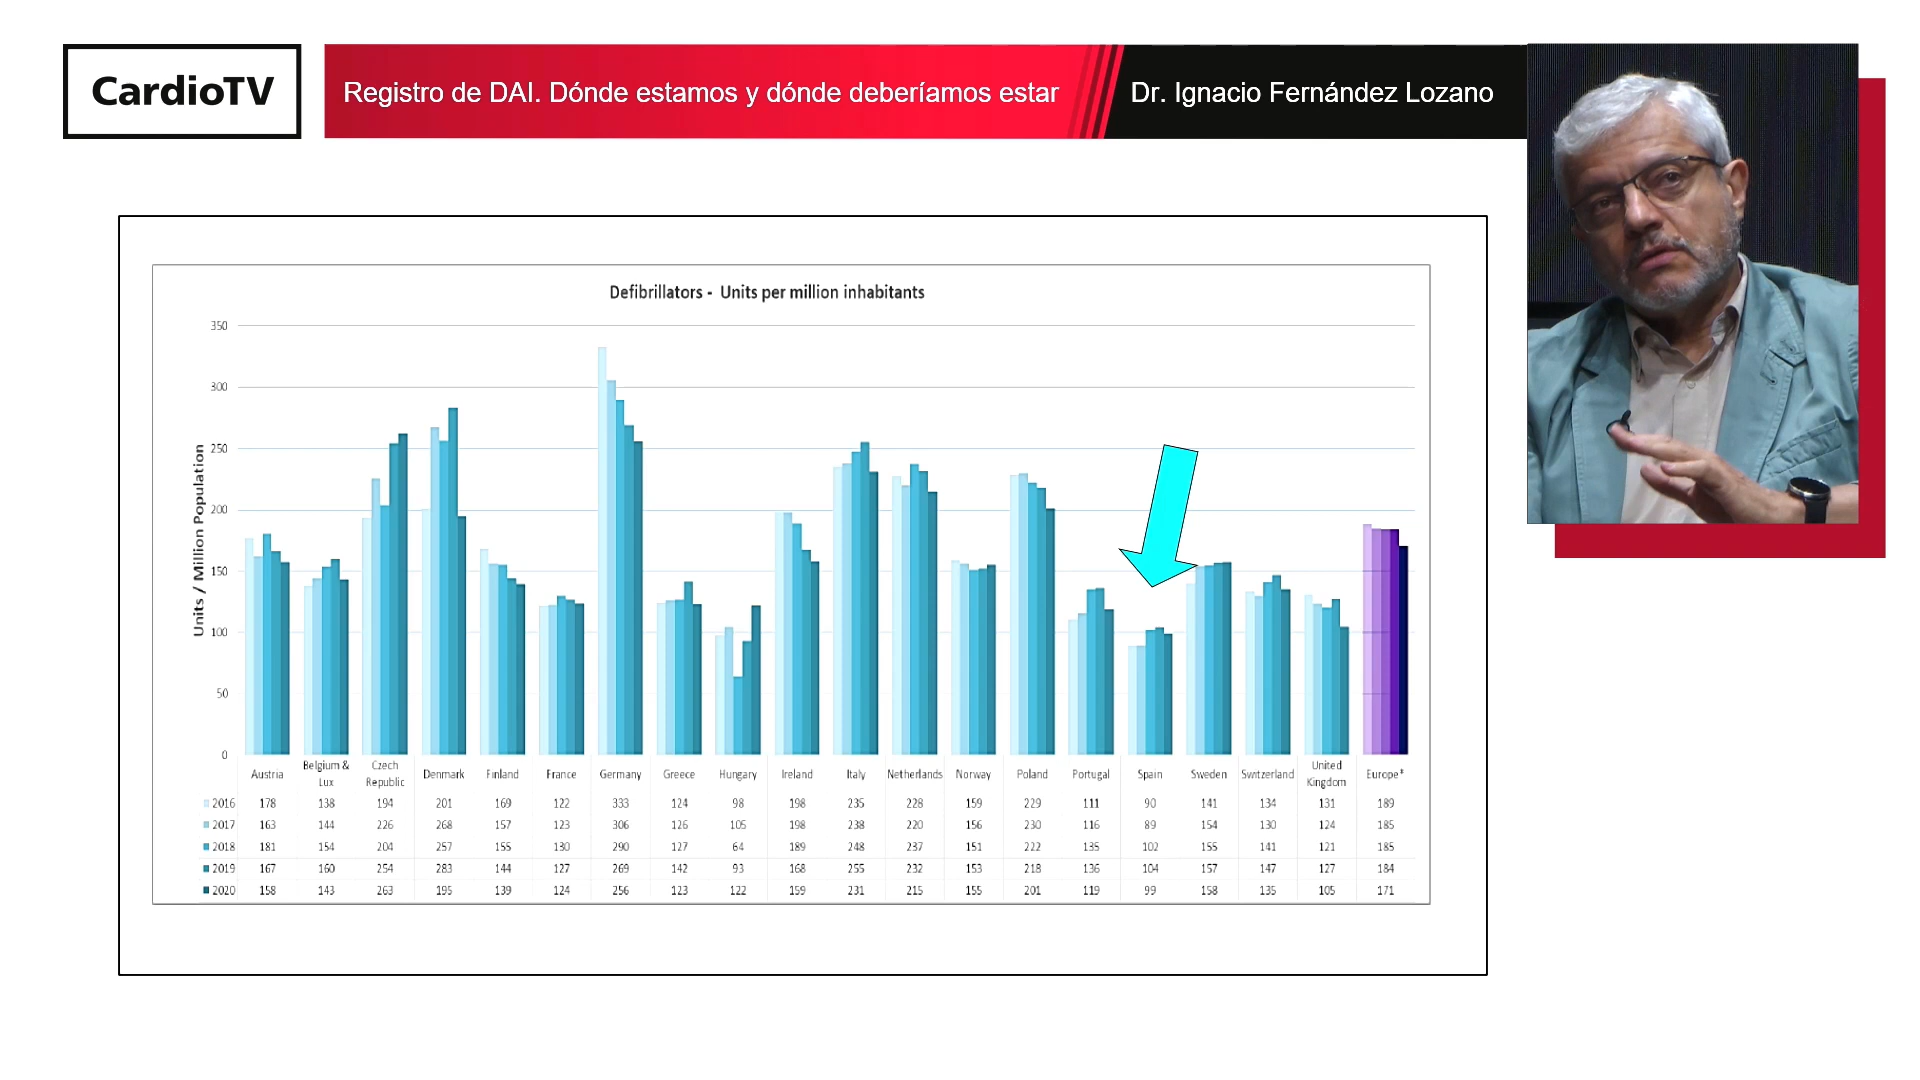 CardioTV
Registro de DAI. Dónde estamos y dónde deberíamos estar
Dr. Ignacio Fernández Lozano
Defibrillators - Units per million inhabitants
Units / Million Population
350
300
250
200
150
100
50
0
Austria Belgium & Lux Czech Republic Denmark Finland France Germany Greece Hungary Ireland Italy Netherlands Norway Poland Portugal Spain Sweden Switzerland United Kingdom Europe*
2016 178 138 194 201 169 122 333 124 98 198 235 228 159 229 111 90 141 134 131 189
2017 163 144 226 268 157 123 306 126 105 198 238 220 156 230 116 89 154 130 124 185
2018 181 154 204 257 155 130 290 127 64 189 248 237 151 222 135 102 155 141 121 185
2019 167 160 254 283 144 127 269 142 93 168 255 232 153 218 136 104 157 147 127 184
2020 158 143 263 195 139 124 256 123 122 159 231 215 155 201 119 99 158 135 105 171